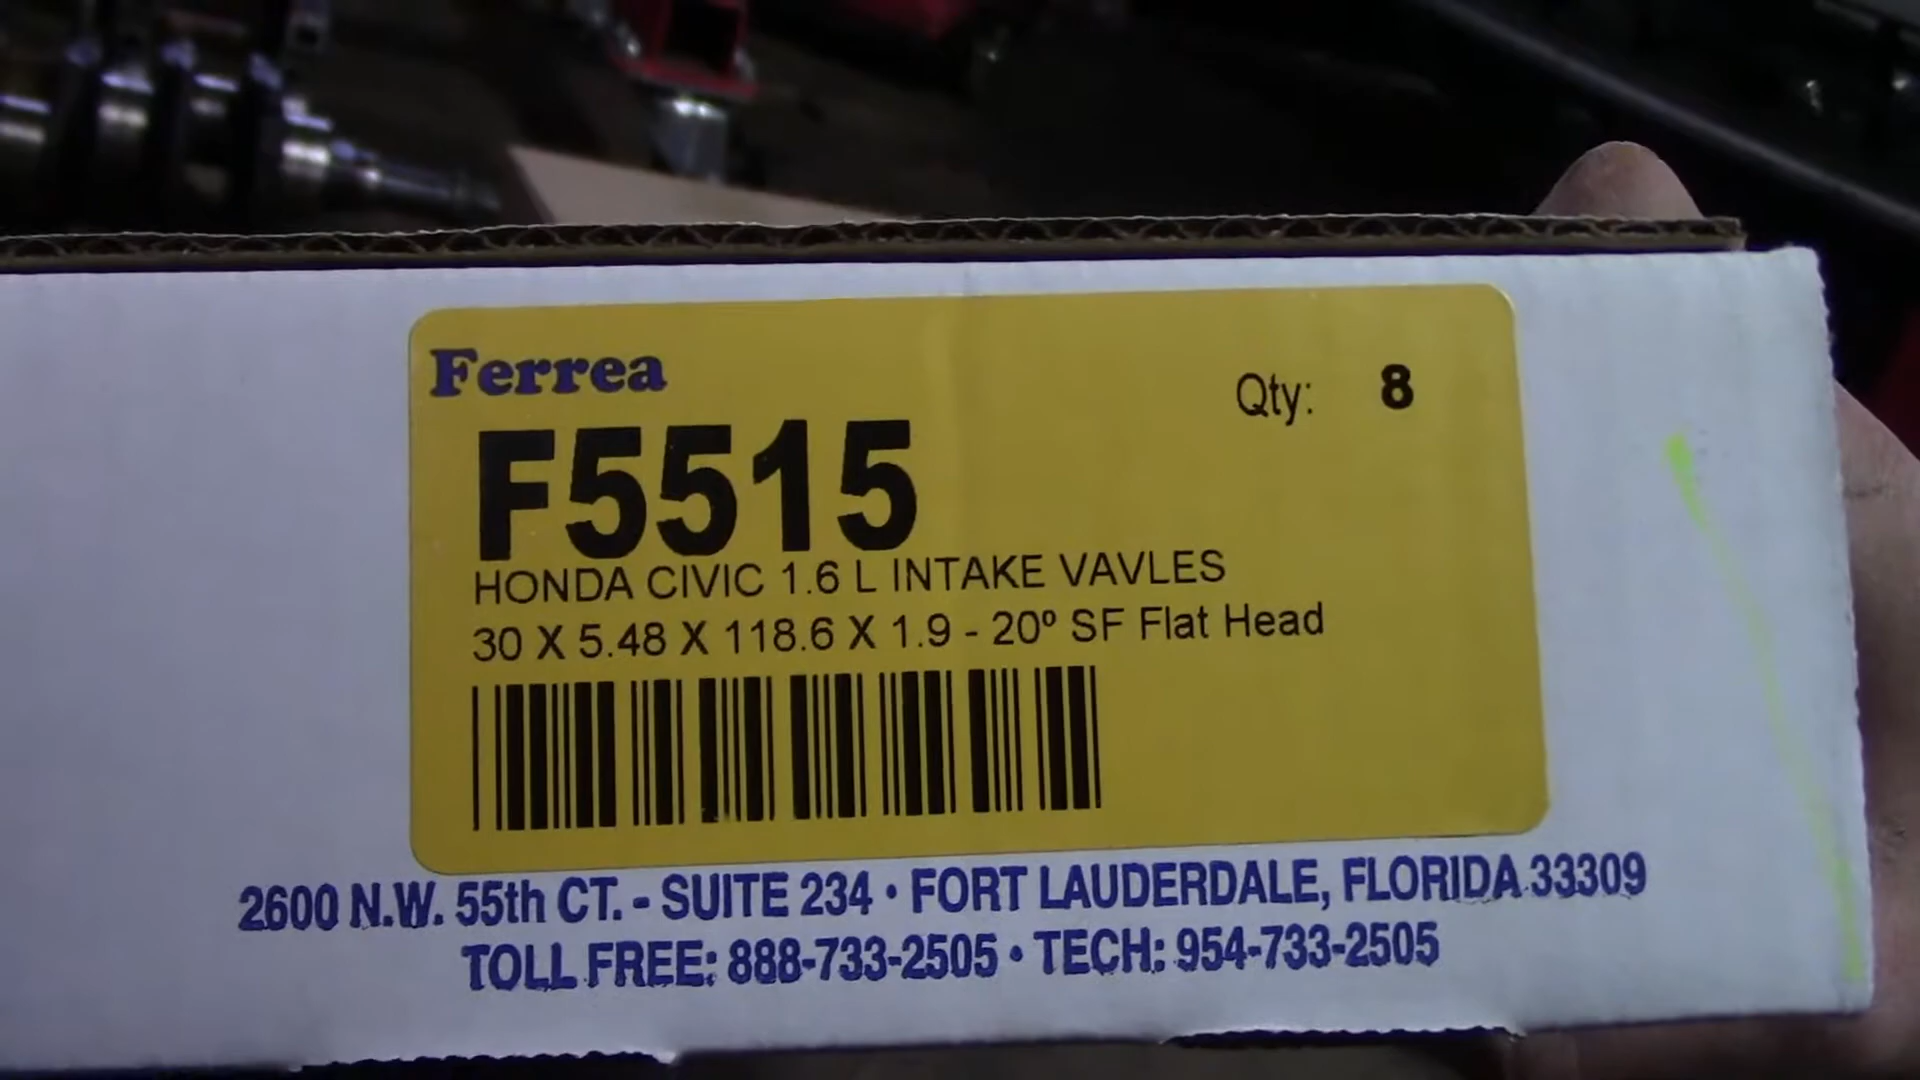 Ferrea
Qty: 8
F5515
HONDA CIVIC 1.6 L INTAKE VAVLES
30 X 5.48 X 118.6 X 1.9 - 20º SF Flat Head
2600 N.W. 55th CT. - SUITE 234 • FORT LAUDERDALE, FLORIDA 33309
TOLL FREE: 888-733-2505 • TECH: 954-733-2505